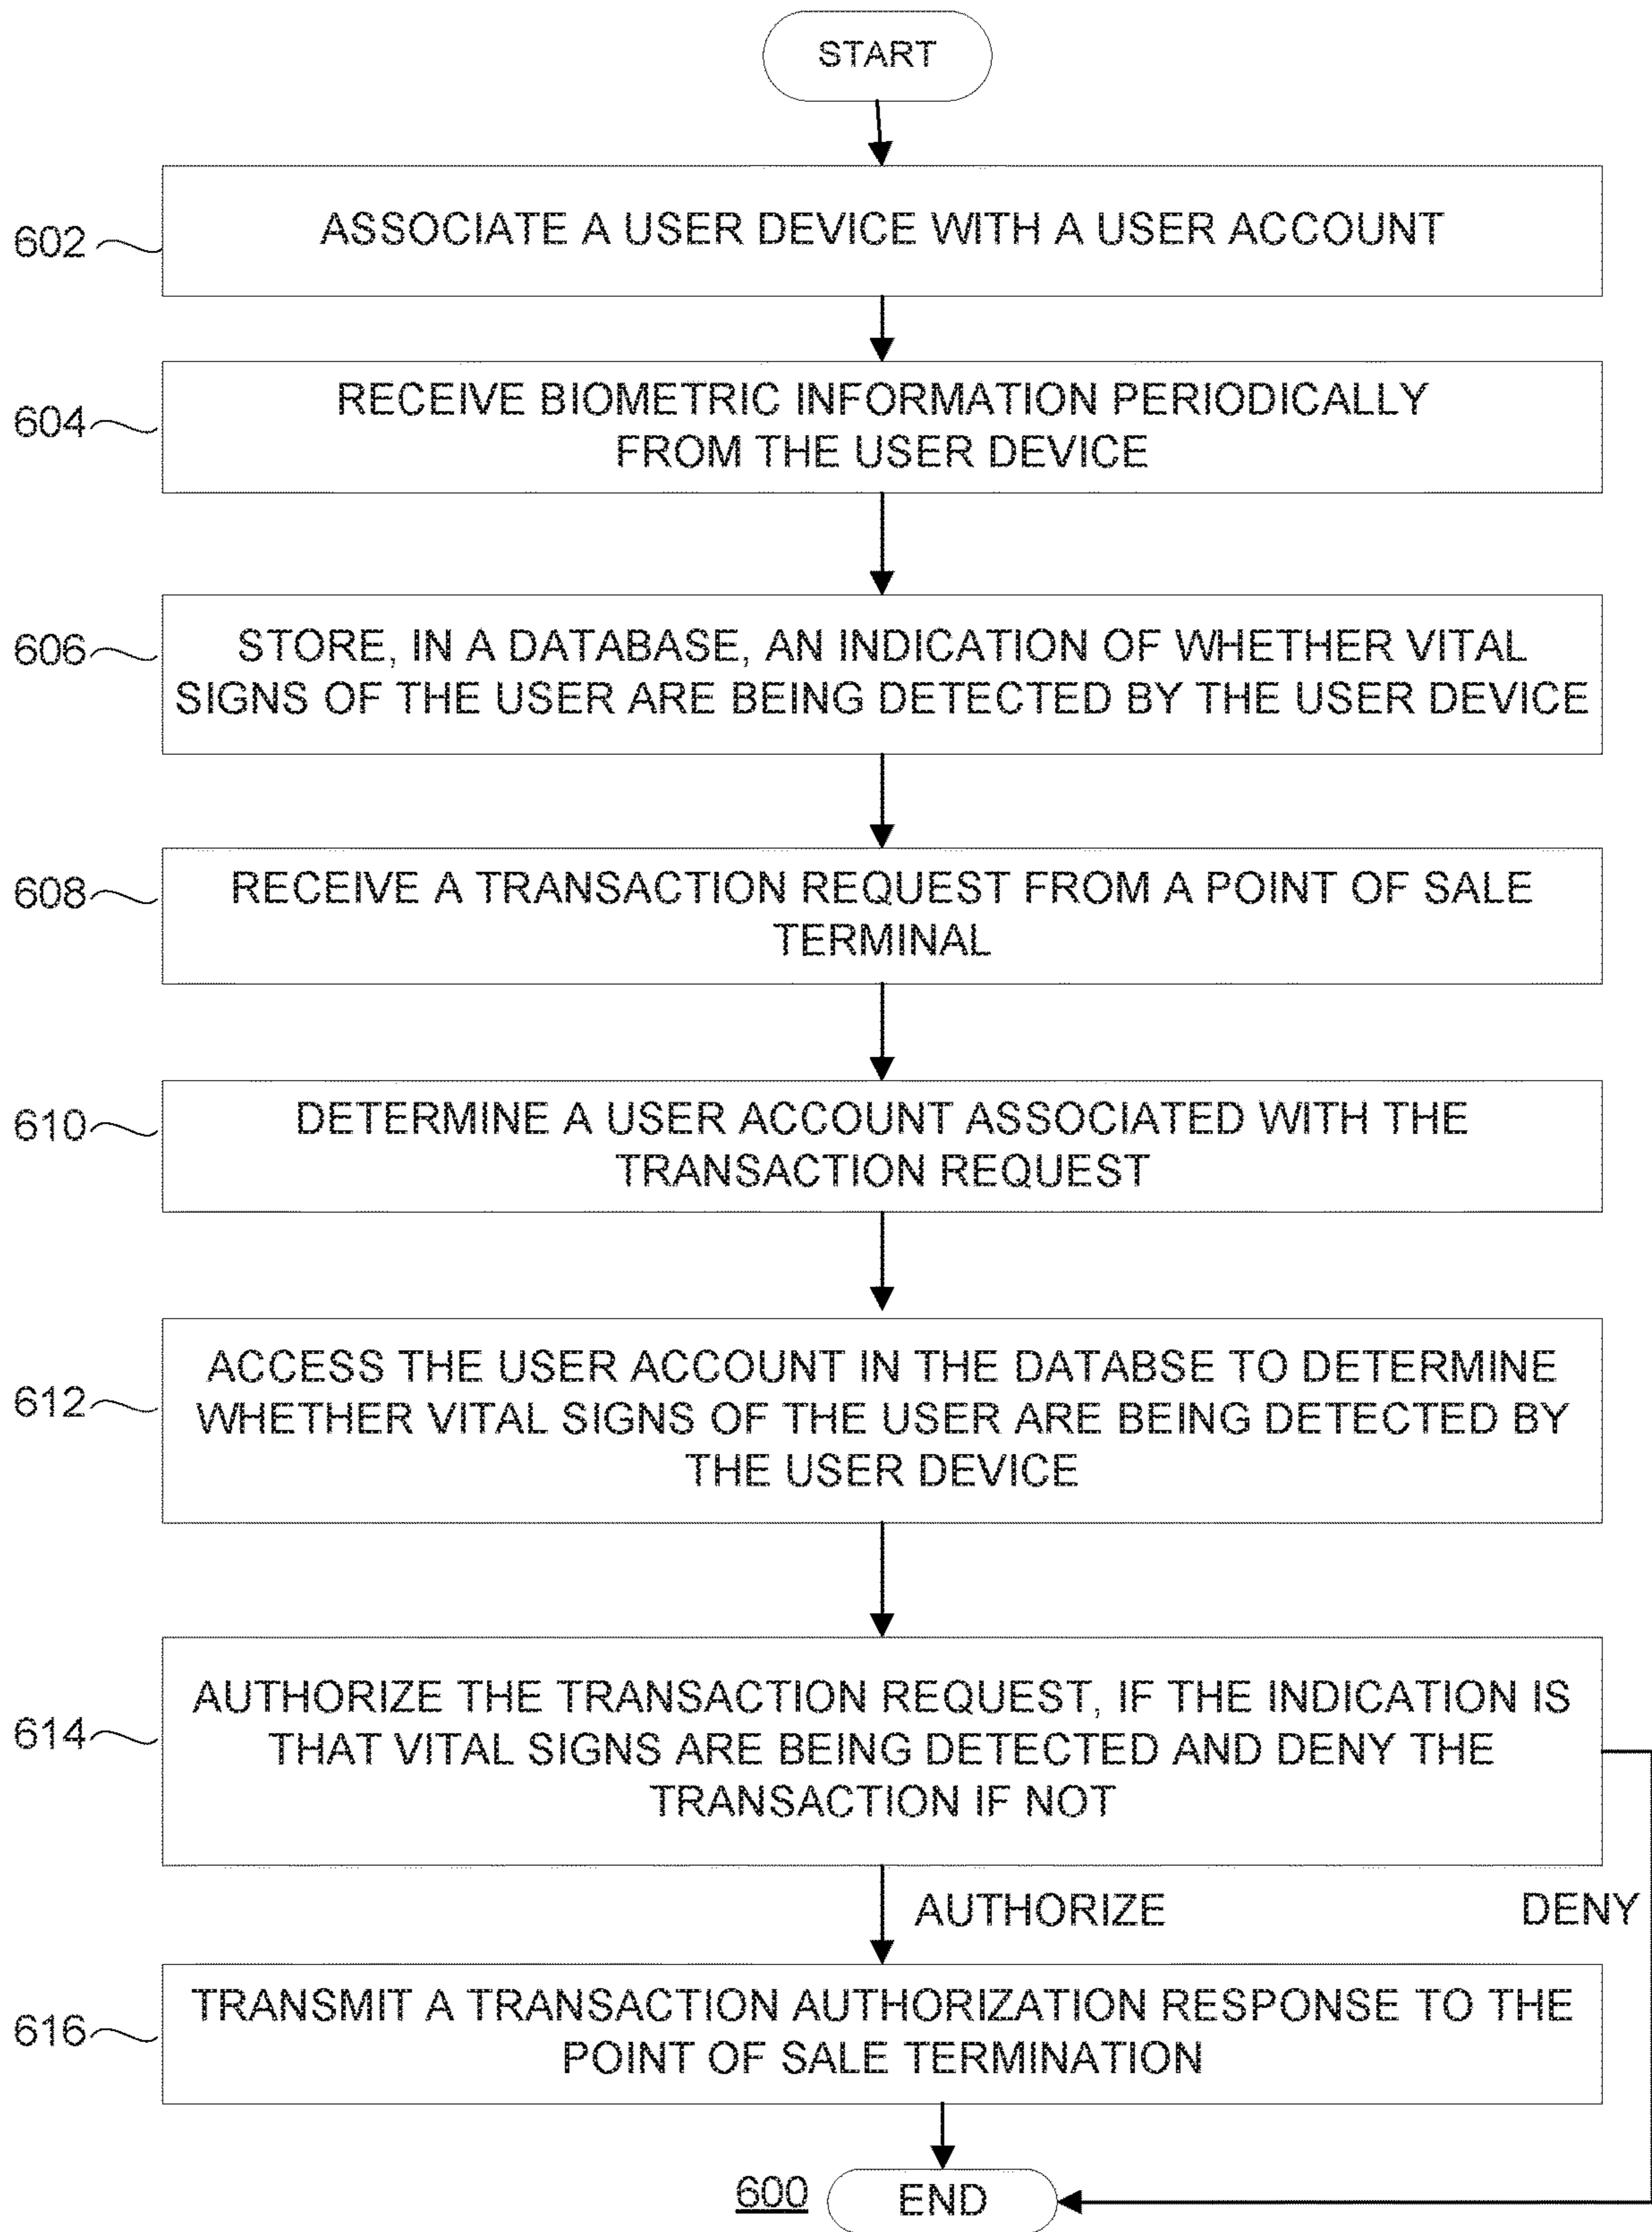 START
602
ASSOCIATE A USER DEVICE WITH A USER ACCOUNT
604
RECEIVE BIOMETRIC INFORMATION PERIODICALLY
FROM THE USER DEVICE
606
STORE, IN A DATABASE, AN INDICATION OF WHETHER VITAL
SIGNS OF THE USER ARE BEING DETECTED BY THE USER DEVICE
608
RECEIVE A TRANSACTION REQUEST FROM A POINT OF SALE
TERMINAL
610
DETERMINE A USER ACCOUNT ASSOCIATED WITH THE
TRANSACTION REQUEST
612
ACCESS THE USER ACCOUNT IN THE DATABSE TO DETERMINE
WHETHER VITAL SIGNS OF THE USER ARE BEING DETECTED BY
THE USER DEVICE
614
AUTHORIZE THE TRANSACTION REQUEST, IF THE INDICATION IS
THAT VITAL SIGNS ARE BEING DETECTED AND DENY THE
TRANSACTION IF NOT
AUTHORIZE
DENY
616
TRANSMIT A TRANSACTION AUTHORIZATION RESPONSE TO THE
POINT OF SALE TERMINATION
600
END